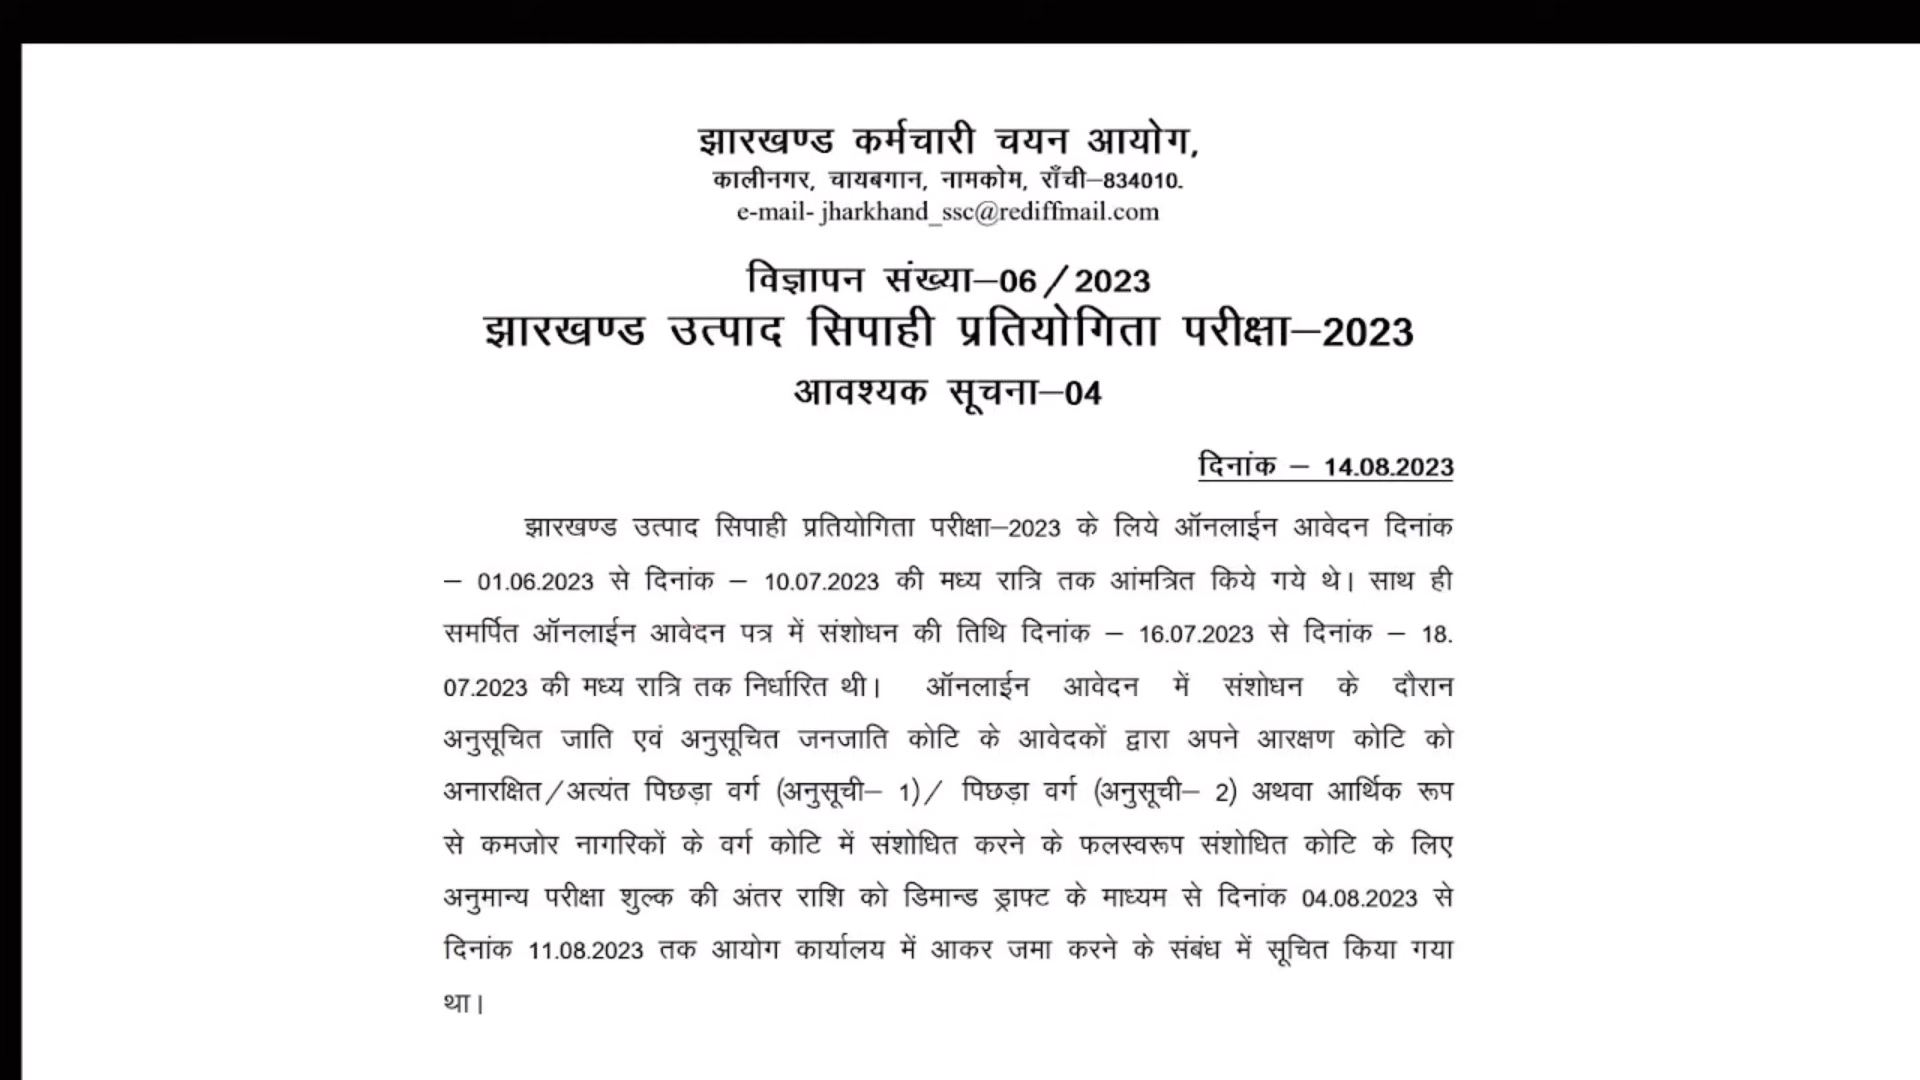 झारखण्ड कर्मचारी चयन आयोग,
कालीनगर, चायबगान, नामकोम, राँची–834010.
e-mail- jharkhand_ssc@rediffmail.com
विज्ञापन संख्या–06/2023
झारखण्ड उत्पाद सिपाही प्रतियोगिता परीक्षा–2023
आवश्यक सूचना–04
दिनांक – 14.08.2023
झारखण्ड उत्पाद सिपाही प्रतियोगिता परीक्षा–2023 के लिये ऑनलाईन आवेदन दिनांक
– 01.06.2023 से दिनांक – 10.07.2023 की मध्य रात्रि तक आंमत्रित किये गये थे। साथ ही
समर्पित ऑनलाईन आवेदन पत्र में संशोधन की तिथि दिनांक – 16.07.2023 से दिनांक – 18.
07.2023 की मध्य रात्रि तक निर्धारित थी। ऑनलाईन आवेदन में संशोधन के दौरान
अनुसूचित जाति एवं अनुसूचित जनजाति कोटि के आवेदकों द्वारा अपने आरक्षण कोटि को
अनारक्षित/अत्यंत पिछड़ा वर्ग (अनुसूची– 1)/ पिछड़ा वर्ग (अनुसूची– 2) अथवा आर्थिक रूप
से कमजोर नागरिकों के वर्ग कोटि में संशोधित करने के फलस्वरूप संशोधित कोटि के लिए
अनुमान्य परीक्षा शुल्क की अंतर राशि को डिमान्ड ड्राफ्ट के माध्यम से दिनांक 04.08.2023 से
दिनांक 11.08.2023 तक आयोग कार्यालय में आकर जमा करने के संबंध में सूचित किया गया
था।